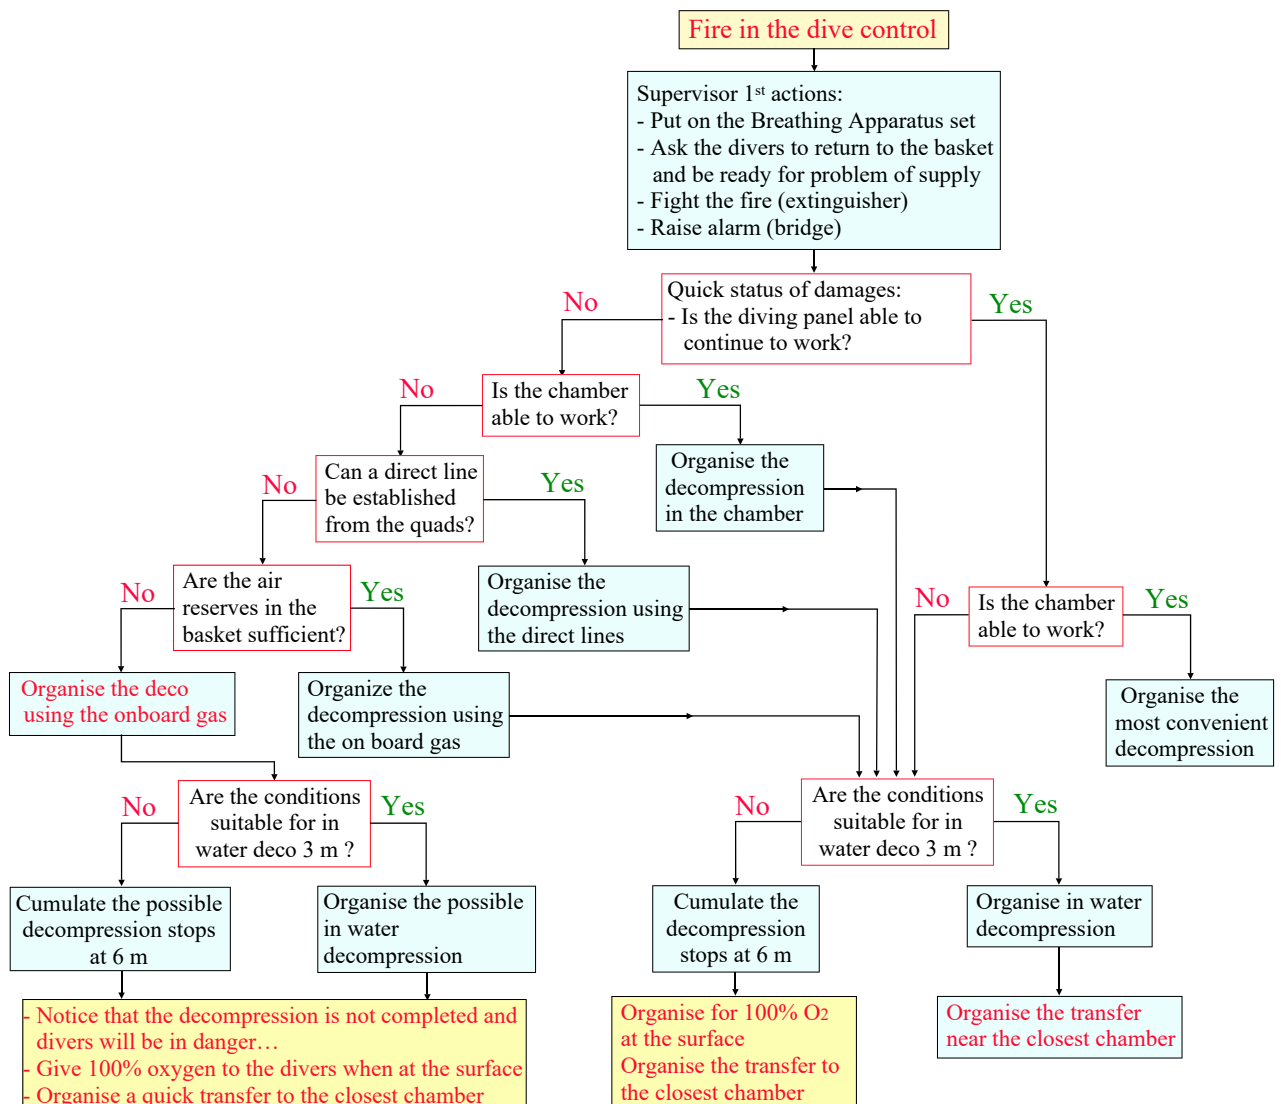 Fire in the dive control
Supervisor 1st actions:
- Put on the Breathing Apparatus set
- Ask the divers to return to the basket
and be ready for problem of supply
- Fight the fire (extinguisher)
- Raise alarm (bridge)
Quick status of damages:
- Is the diving panel able to
continue to work?
No
Yes
Is the chamber
able to work?
No
Yes
Can a direct line
be established
from the quads?
No
Yes
Organise the
decompression
in the chamber
Are the air
reserves in the
basket sufficient?
No
Yes
Organise the
decompression using
the direct lines
Is the chamber
able to work?
No
Yes
Organise the deco
using the onboard gas
Organize the
decompression using
the on board gas
Organise the
most convenient
decompression
Are the conditions
suitable for in
water deco 3 m ?
No
Yes
Are the conditions
suitable for in
water deco 3 m ?
No
Yes
Cumulate the possible
decompression stops
at 6 m
Organise the possible
in water
decompression
Cumulate the
decompression
stops at 6 m
Organise in water
decompression
- Notice that the decompression is not completed and
divers will be in danger…
- Give 100% oxygen to the divers when at the surface
- Organise a quick transfer to the closest chamber
Organise for 100% O2
at the surface
Organise the transfer to
the closest chamber
Organise the transfer
near the closest chamber